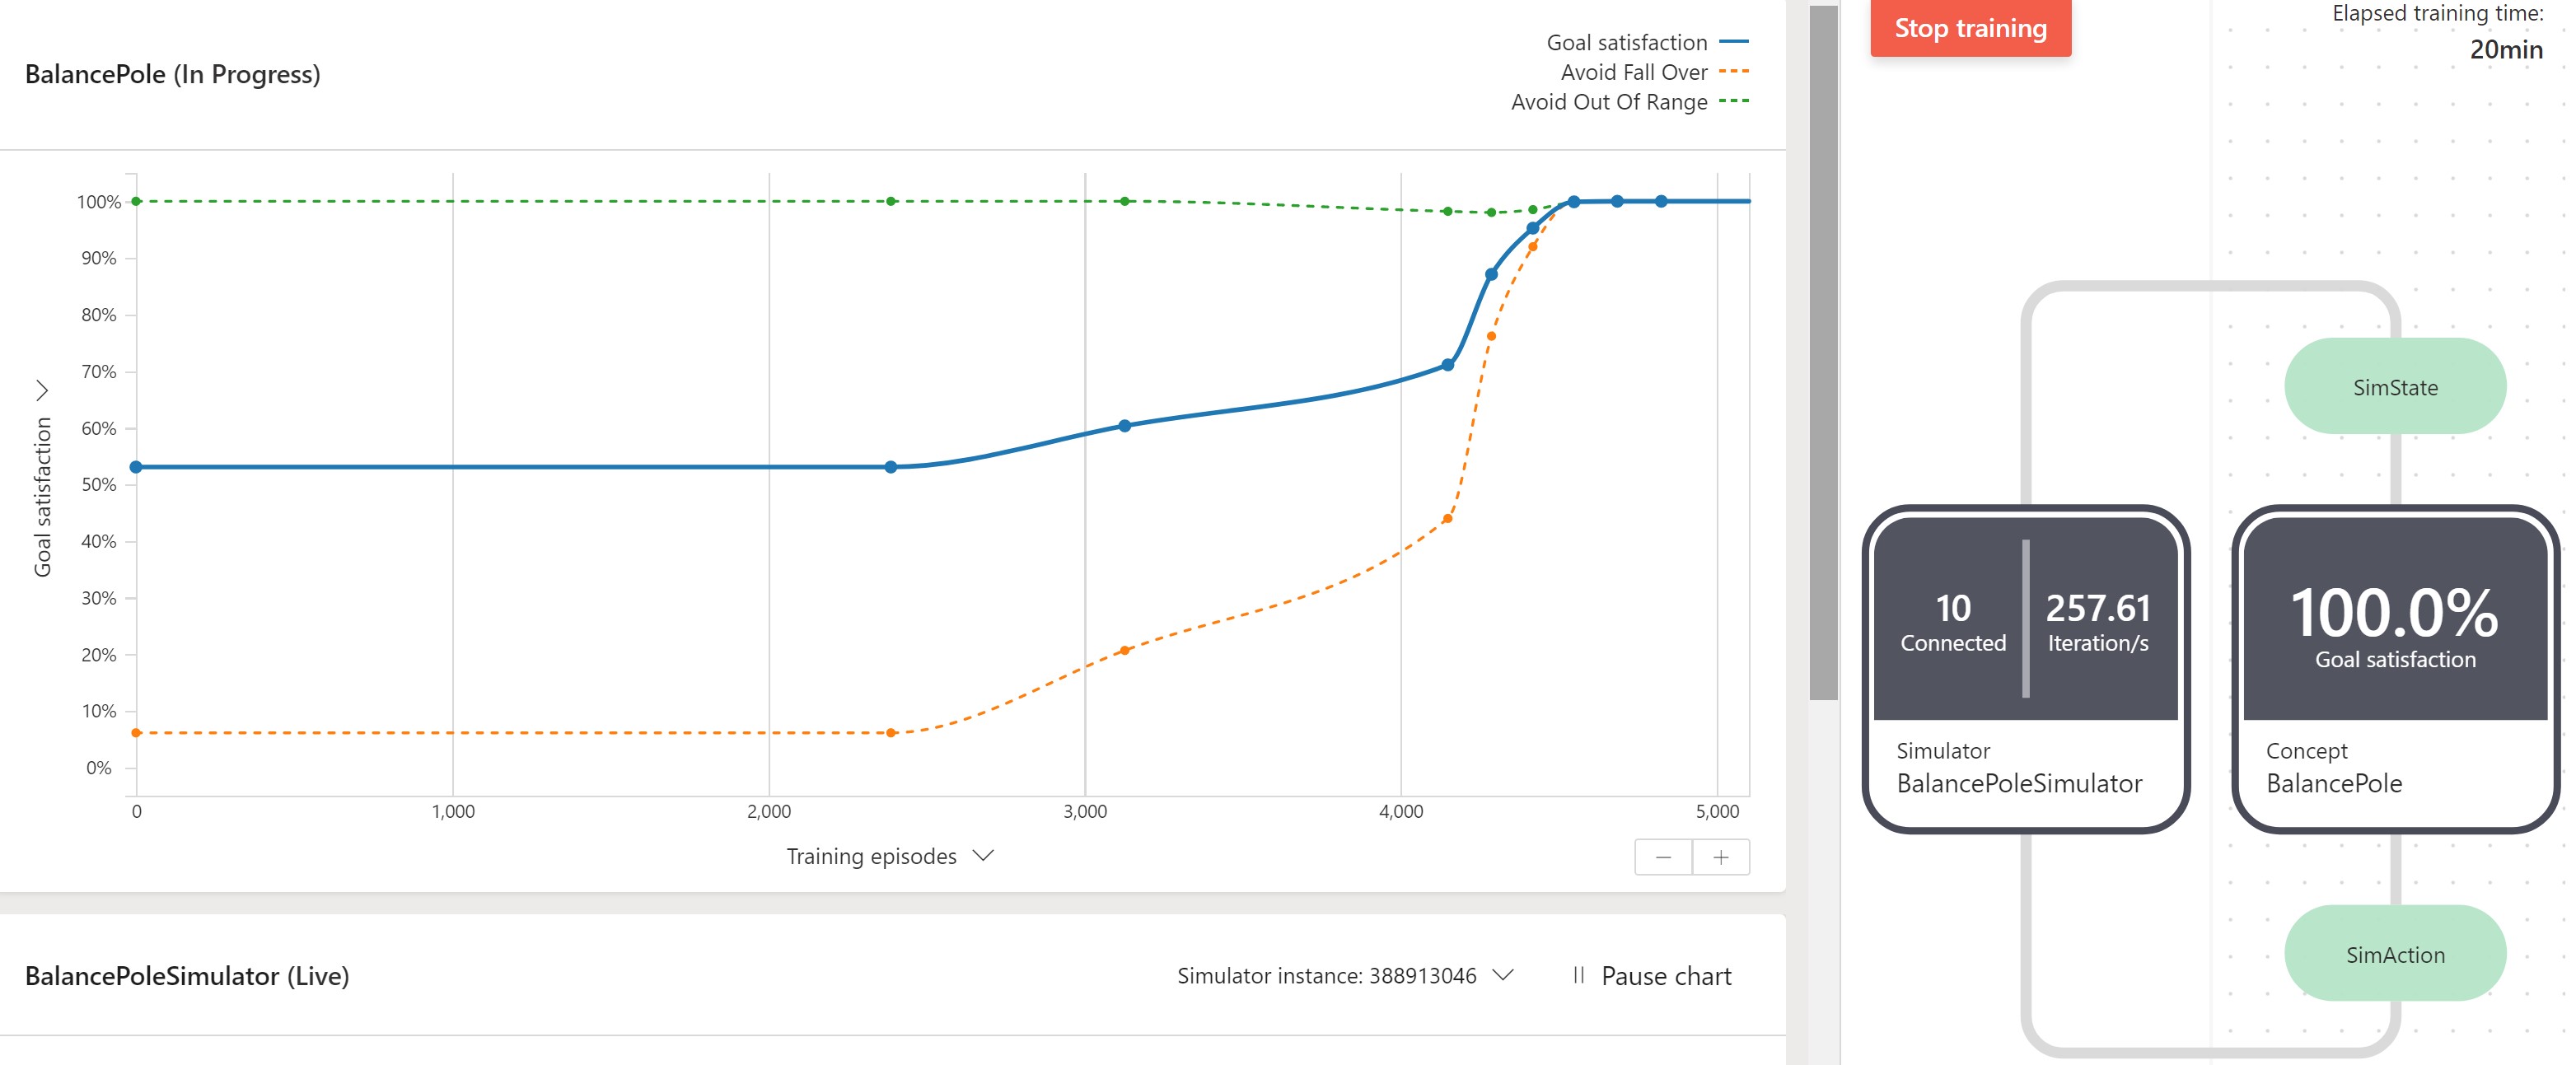 BalancePole (In Progress)
Goal satisfaction
Avoid Fall Over
Avoid Out Of Range
Goal satisfaction
100%
90%
80%
70%
60%
50%
40%
30%
20%
10%
0%
0 1,000 2,000 3,000 4,000 5,000
Training episodes
− +
BalancePoleSimulator (Live)
Simulator instance: 388913046
Pause chart
Stop training
Elapsed training time:
20min
SimState
10
Connected
257.61
Iteration/s
Simulator
BalancePoleSimulator
100.0%
Goal satisfaction
Concept
BalancePole
SimAction